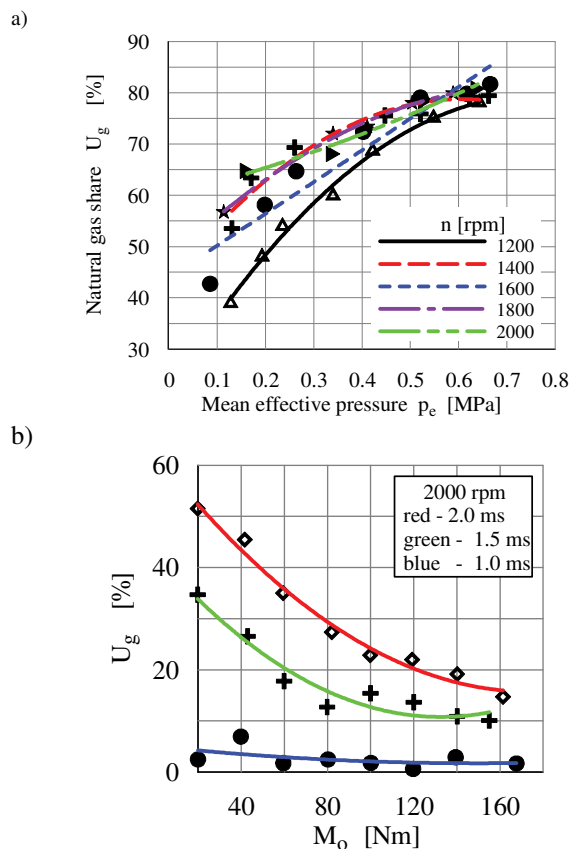 a)
Natural gas share U_g [%]
90
80
70
60
50
40
30
0 0.1 0.2 0.3 0.4 0.5 0.6 0.7 0.8
Mean effective pressure p_e [MPa]
n [rpm]
1200
1400
1600
1800
2000
b)
U_g [%]
60
40
20
0
40 80 120 160
M_o [Nm]
2000 rpm
red - 2.0 ms
green - 1.5 ms
blue - 1.0 ms